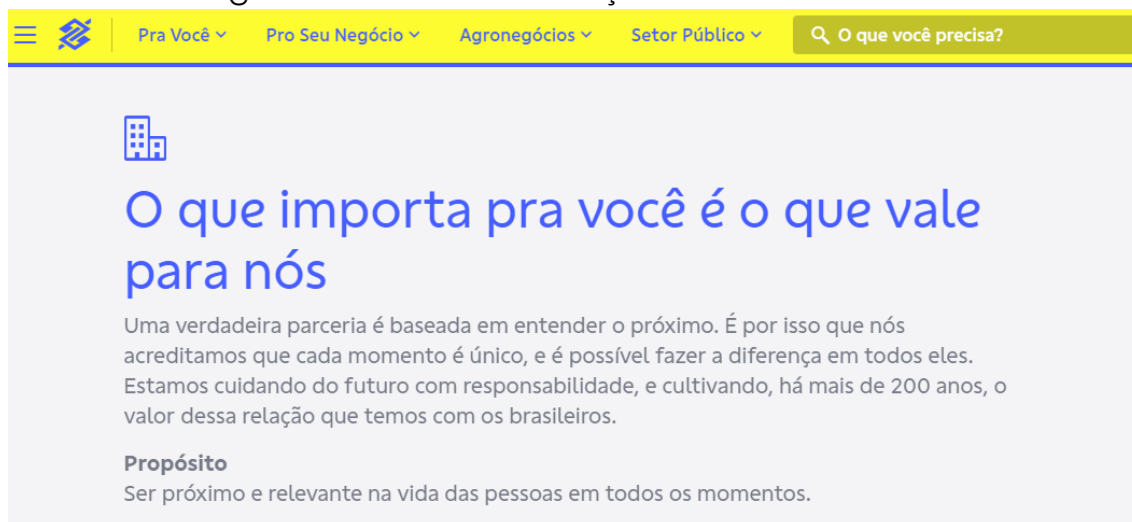 Pra Você Pro Seu Negócio Agronegócios Setor Público O que você precisa?
O que importa pra você é o que vale
para nós
Uma verdadeira parceria é baseada em entender o próximo. É por isso que nós
acreditamos que cada momento é único, e é possível fazer a diferença em todos eles.
Estamos cuidando do futuro com responsabilidade, e cultivando, há mais de 200 anos, o
valor dessa relação que temos com os brasileiros.
Propósito
Ser próximo e relevante na vida das pessoas em todos os momentos.